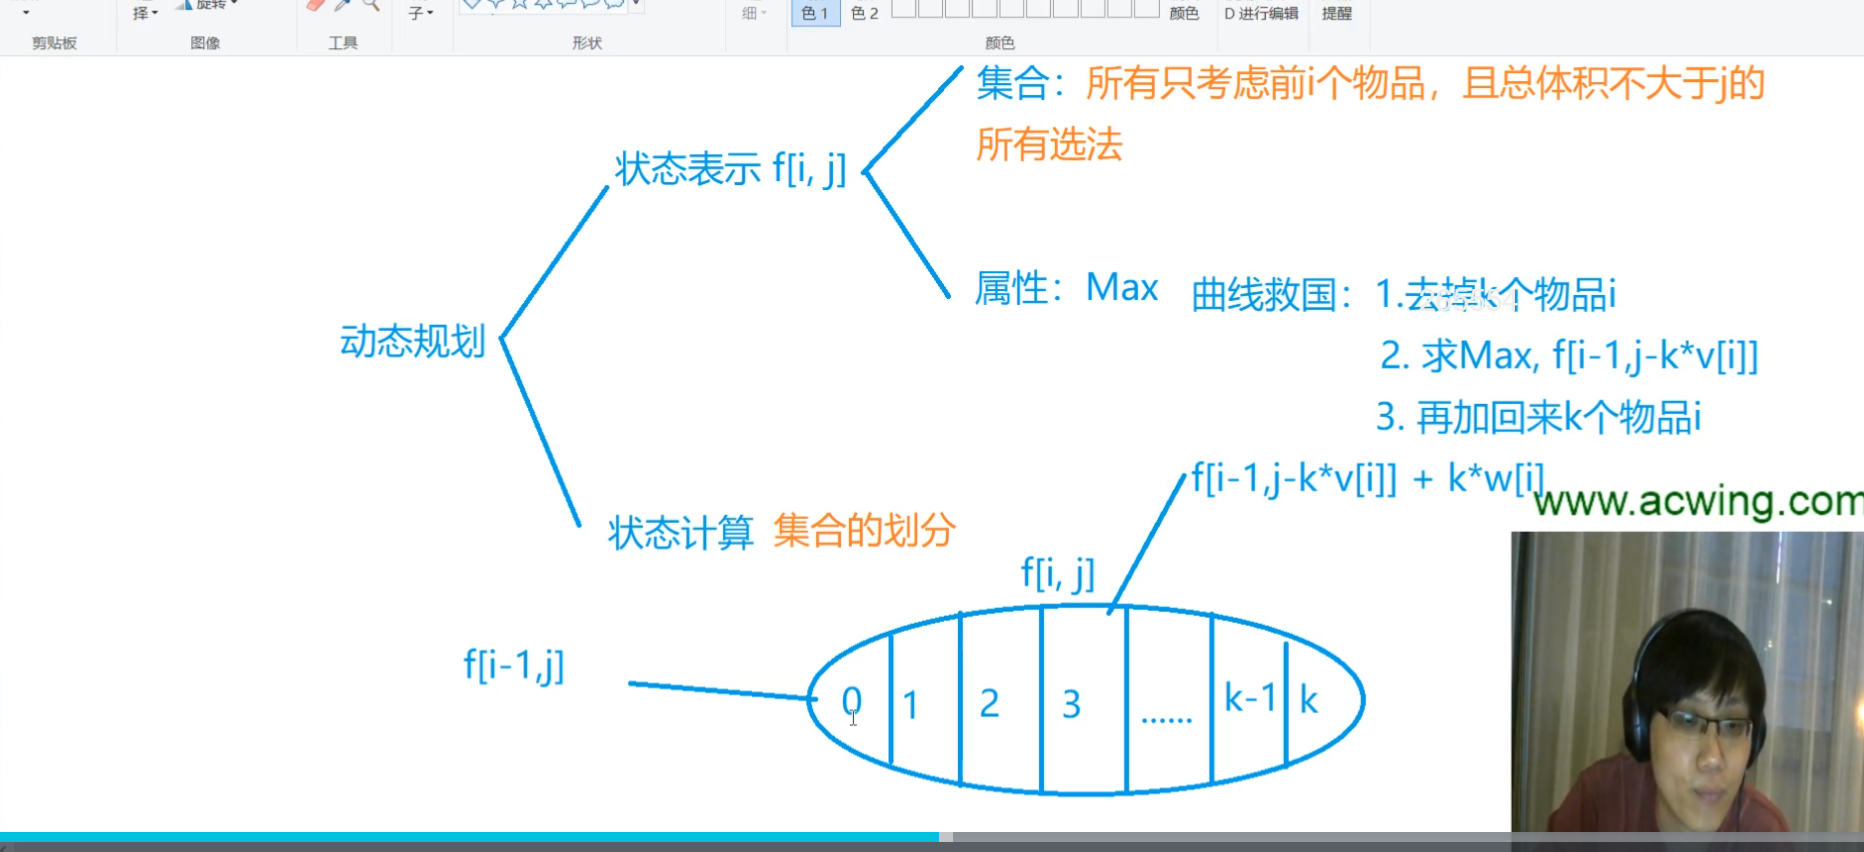 择
旋转
子
细
色 1
色 2
颜色
D 进行编辑
提醒
剪贴板
图像
工具
形状
颜色
集合：所有只考虑前i个物品，且总体积不大于j的
所有选法
状态表示 f[i, j]
属性：Max
曲线救国：1.去掉k个物品i
2. 求Max, f[i-1,j-k*v[i]]
3. 再加回来k个物品i
动态规划
f[i-1,j-k*v[i]] + k*w[i]
www.acwing.com
状态计算 集合的划分
f[i, j]
f[i-1,j]
0 1 2 3 ...... k-1 k